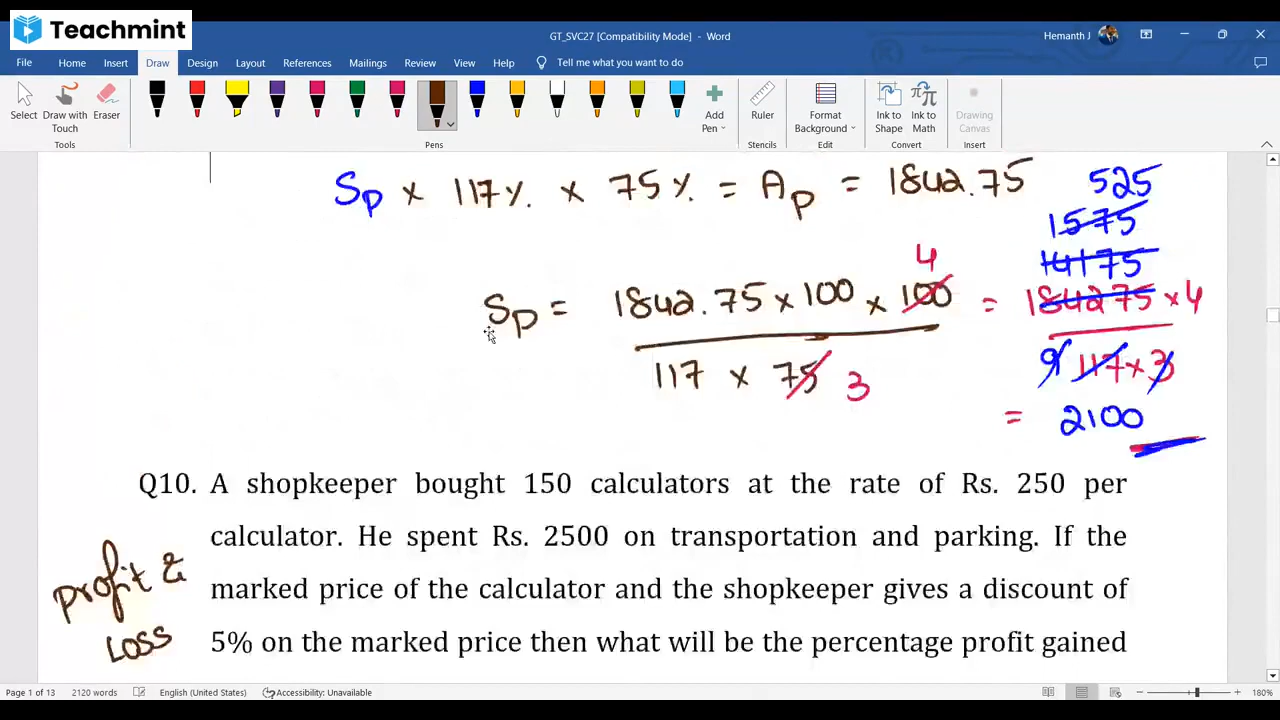 Teachmint
GT_SVC27 [Compatibility Mode] - Word
Hemanth J
File Home Insert Draw Design Layout References Mailings Review View Help Tell me what you want to do
Select
Draw with Touch
Eraser
Add Pen
Ruler
Format Background
Ink to Shape
Ink to Math
Drawing Canvas
Tools
Pens
Stencils
Edit
Convert
Insert
Sp × 117% × 75% = Ap = 1842.75
525
1575
14175
4
Sp = 1842.75 × 100 × 100 = 184275 × 4
117 × 75 3
9 117 × 3
= 2100
Q10. A shopkeeper bought 150 calculators at the rate of Rs. 250 per
calculator. He spent Rs. 2500 on transportation and parking. If the
marked price of the calculator and the shopkeeper gives a discount of
5% on the marked price then what will be the percentage profit gained
profit &
Loss
Page 1 of 13 2120 words English (United States) Accessibility: Unavailable 180%